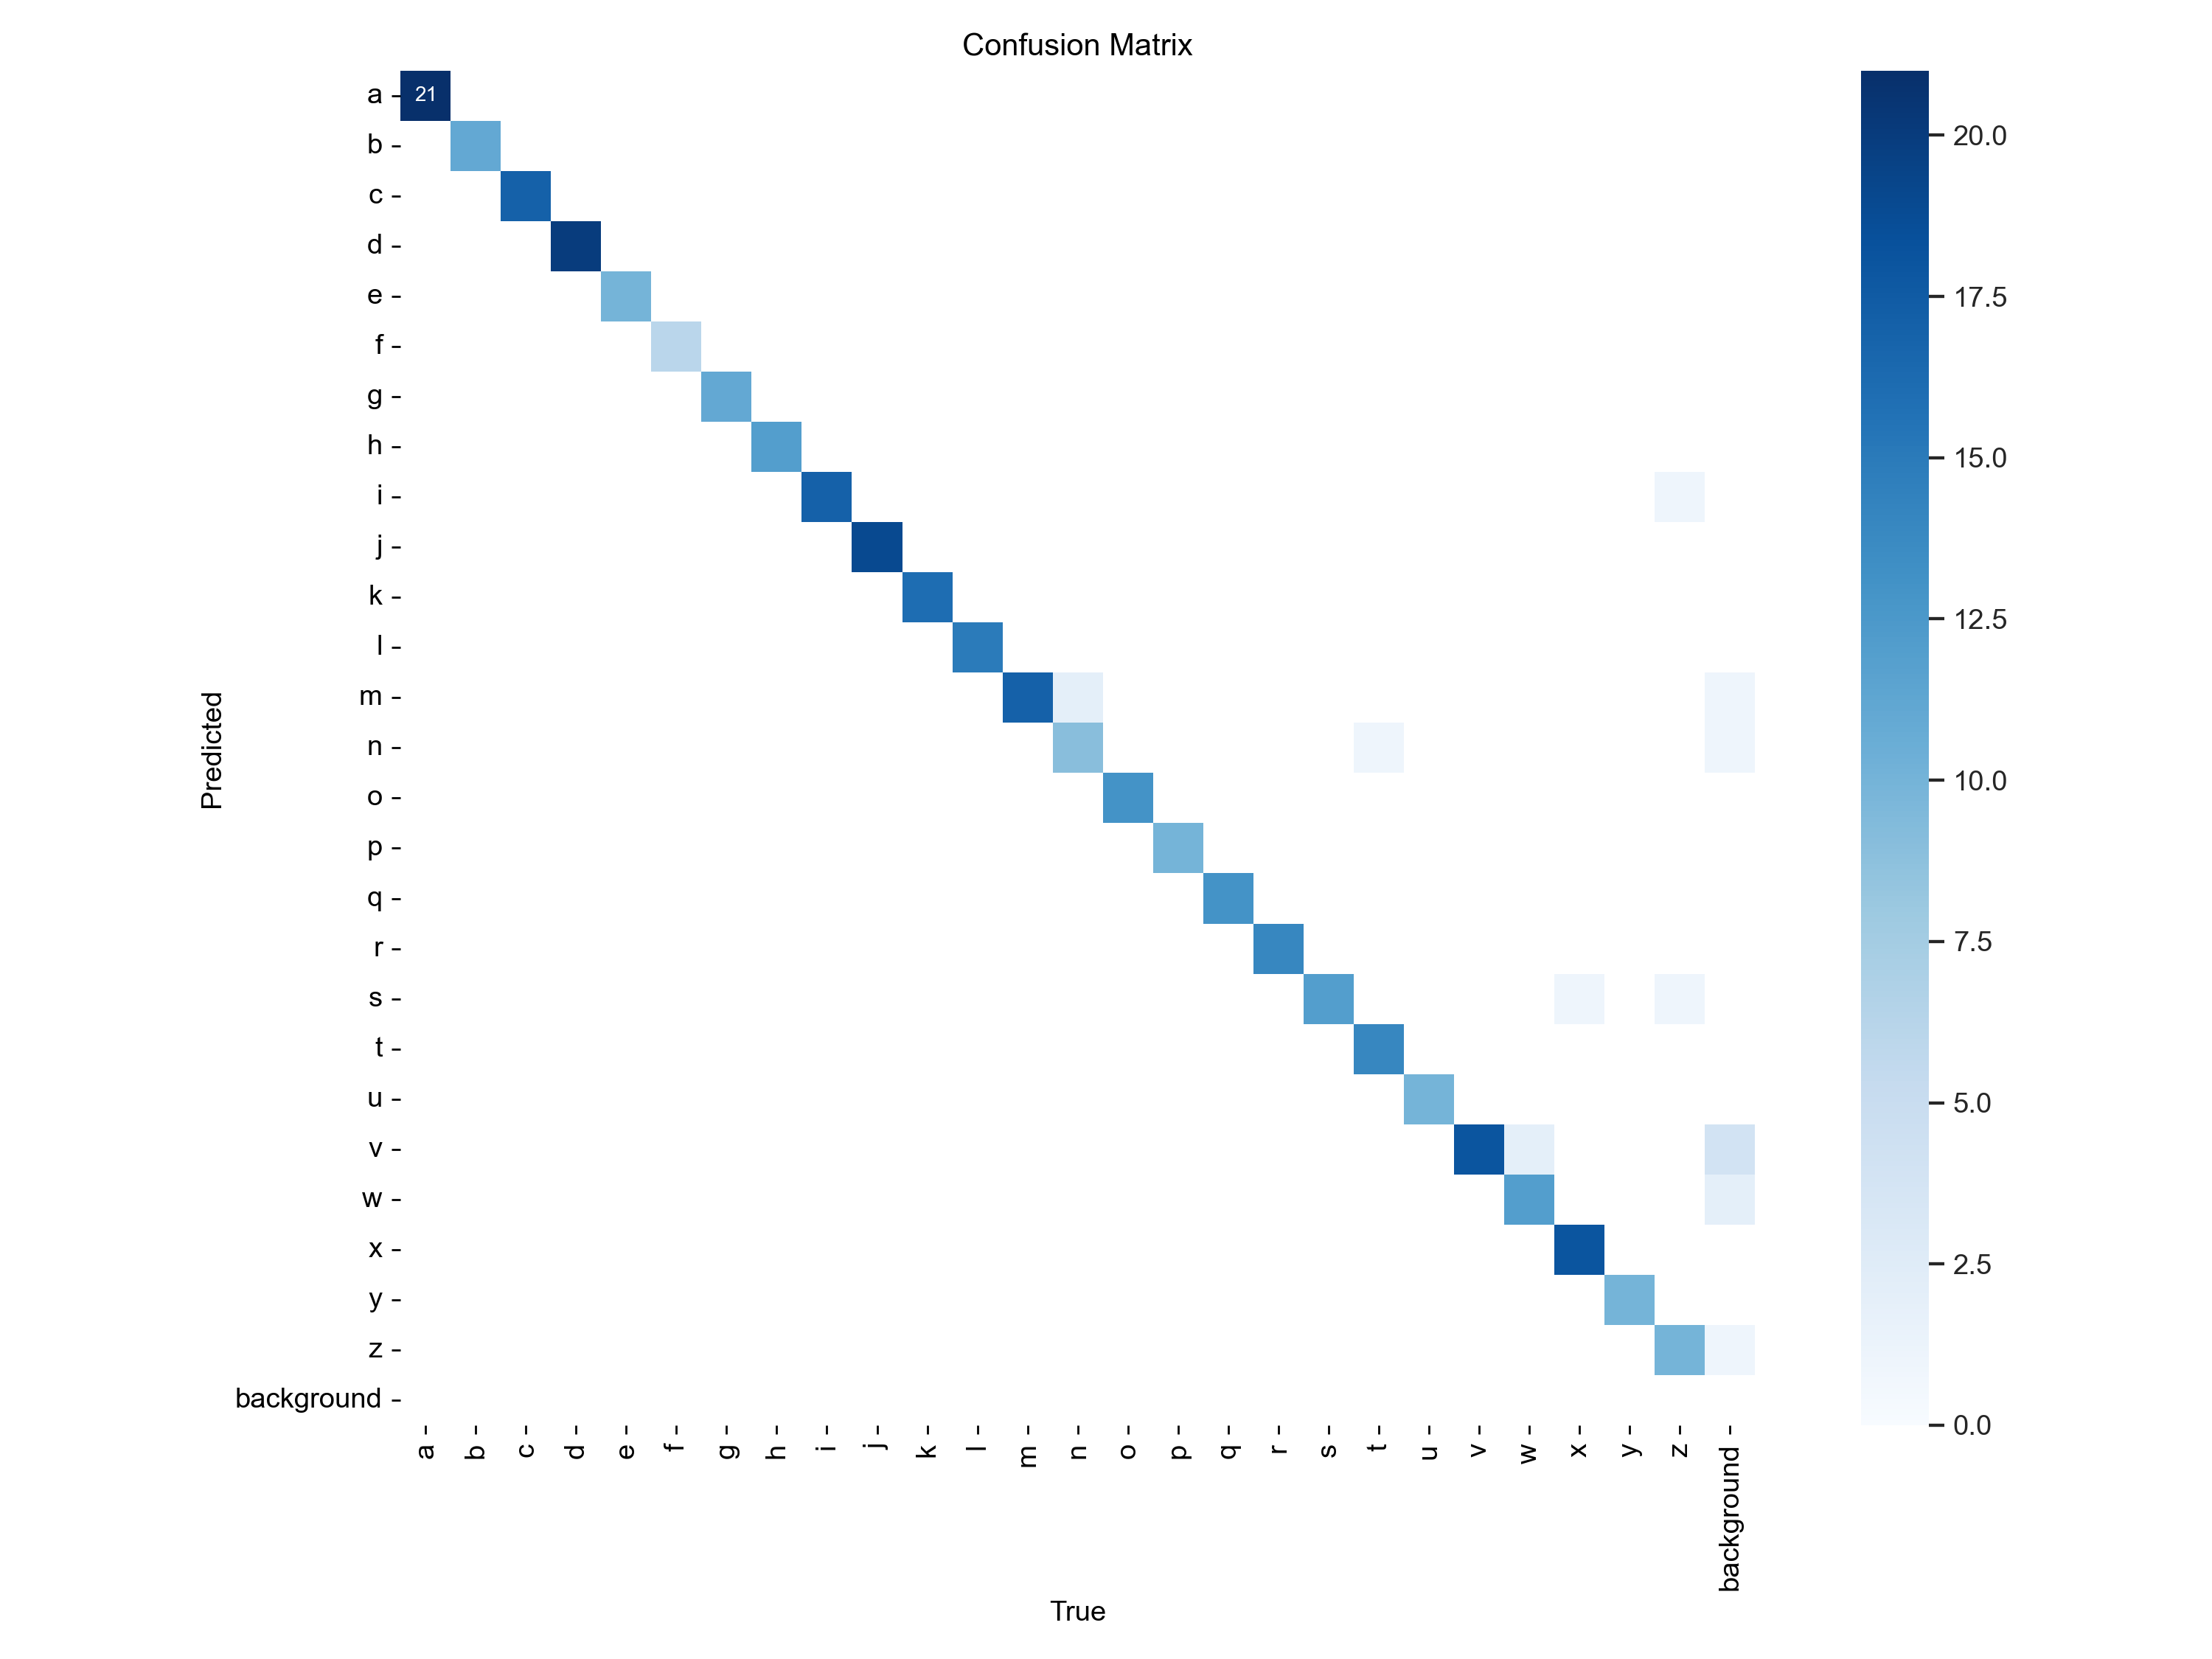 Confusion Matrix
a
21
b
c
d
e
f
g
h
i
j
k
l
m
n
o
p
q
r
s
t
u
v
w
x
y
z
background
Predicted
a b c d e f g h i j k l m n o p q r s t u v w x y z background
True
20.0
17.5
15.0
12.5
10.0
7.5
5.0
2.5
0.0